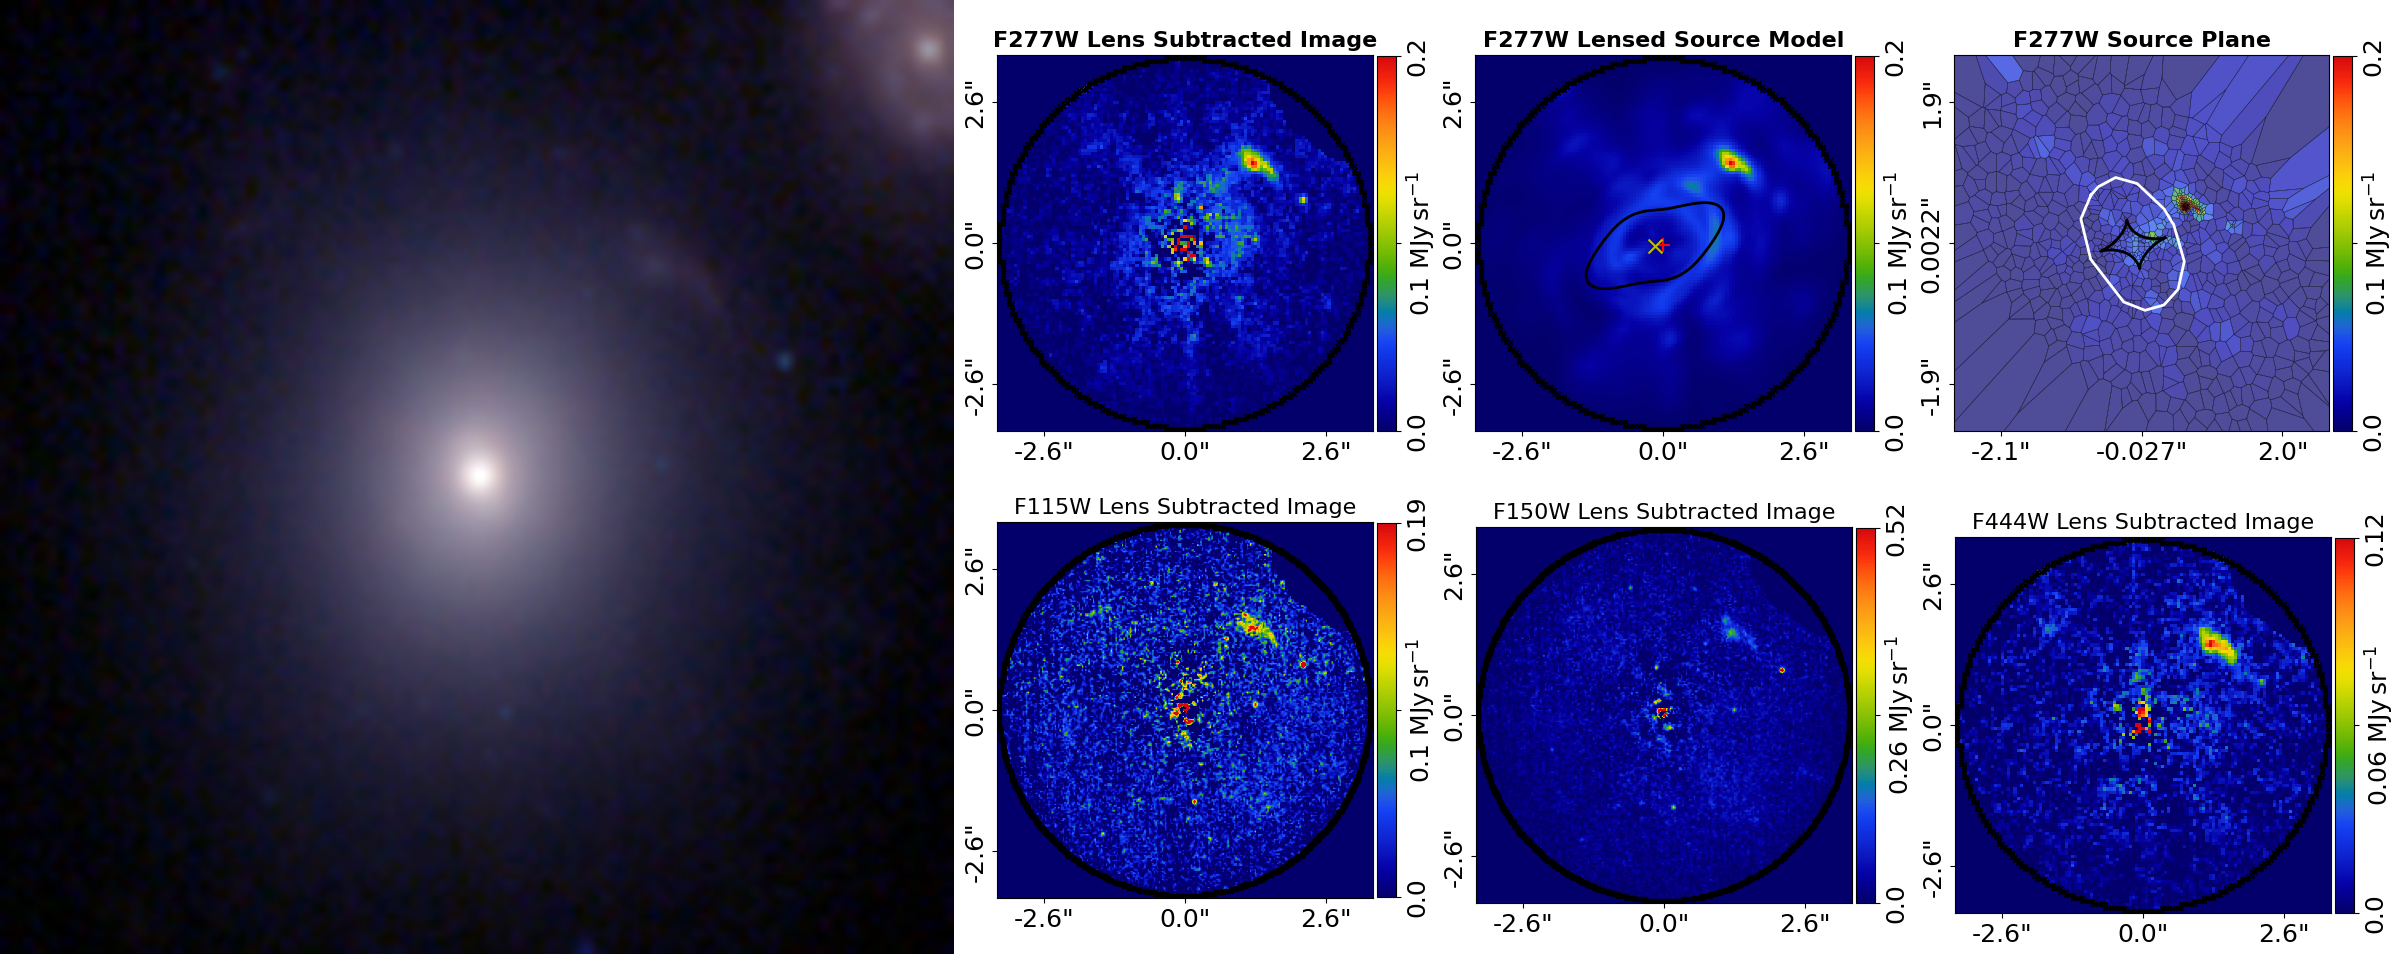 F277W Lens Subtracted Image
2.6"
0.0"
-2.6"
-2.6" 0.0" 2.6"
0.2
0.1 MJy sr⁻¹
0.0
F277W Lensed Source Model
2.6"
0.0"
-2.6"
-2.6" 0.0" 2.6"
0.2
0.1 MJy sr⁻¹
0.0
F277W Source Plane
1.9"
0.0022"
-1.9"
-2.1" -0.027" 2.0"
0.2
0.1 MJy sr⁻¹
0.0
F115W Lens Subtracted Image
2.6"
0.0"
-2.6"
-2.6" 0.0" 2.6"
0.19
0.1 MJy sr⁻¹
0.0
F150W Lens Subtracted Image
2.6"
0.0"
-2.6"
-2.6" 0.0" 2.6"
0.52
0.26 MJy sr⁻¹
0.0
F444W Lens Subtracted Image
2.6"
0.0"
-2.6"
-2.6" 0.0" 2.6"
0.12
0.06 MJy sr⁻¹
0.0